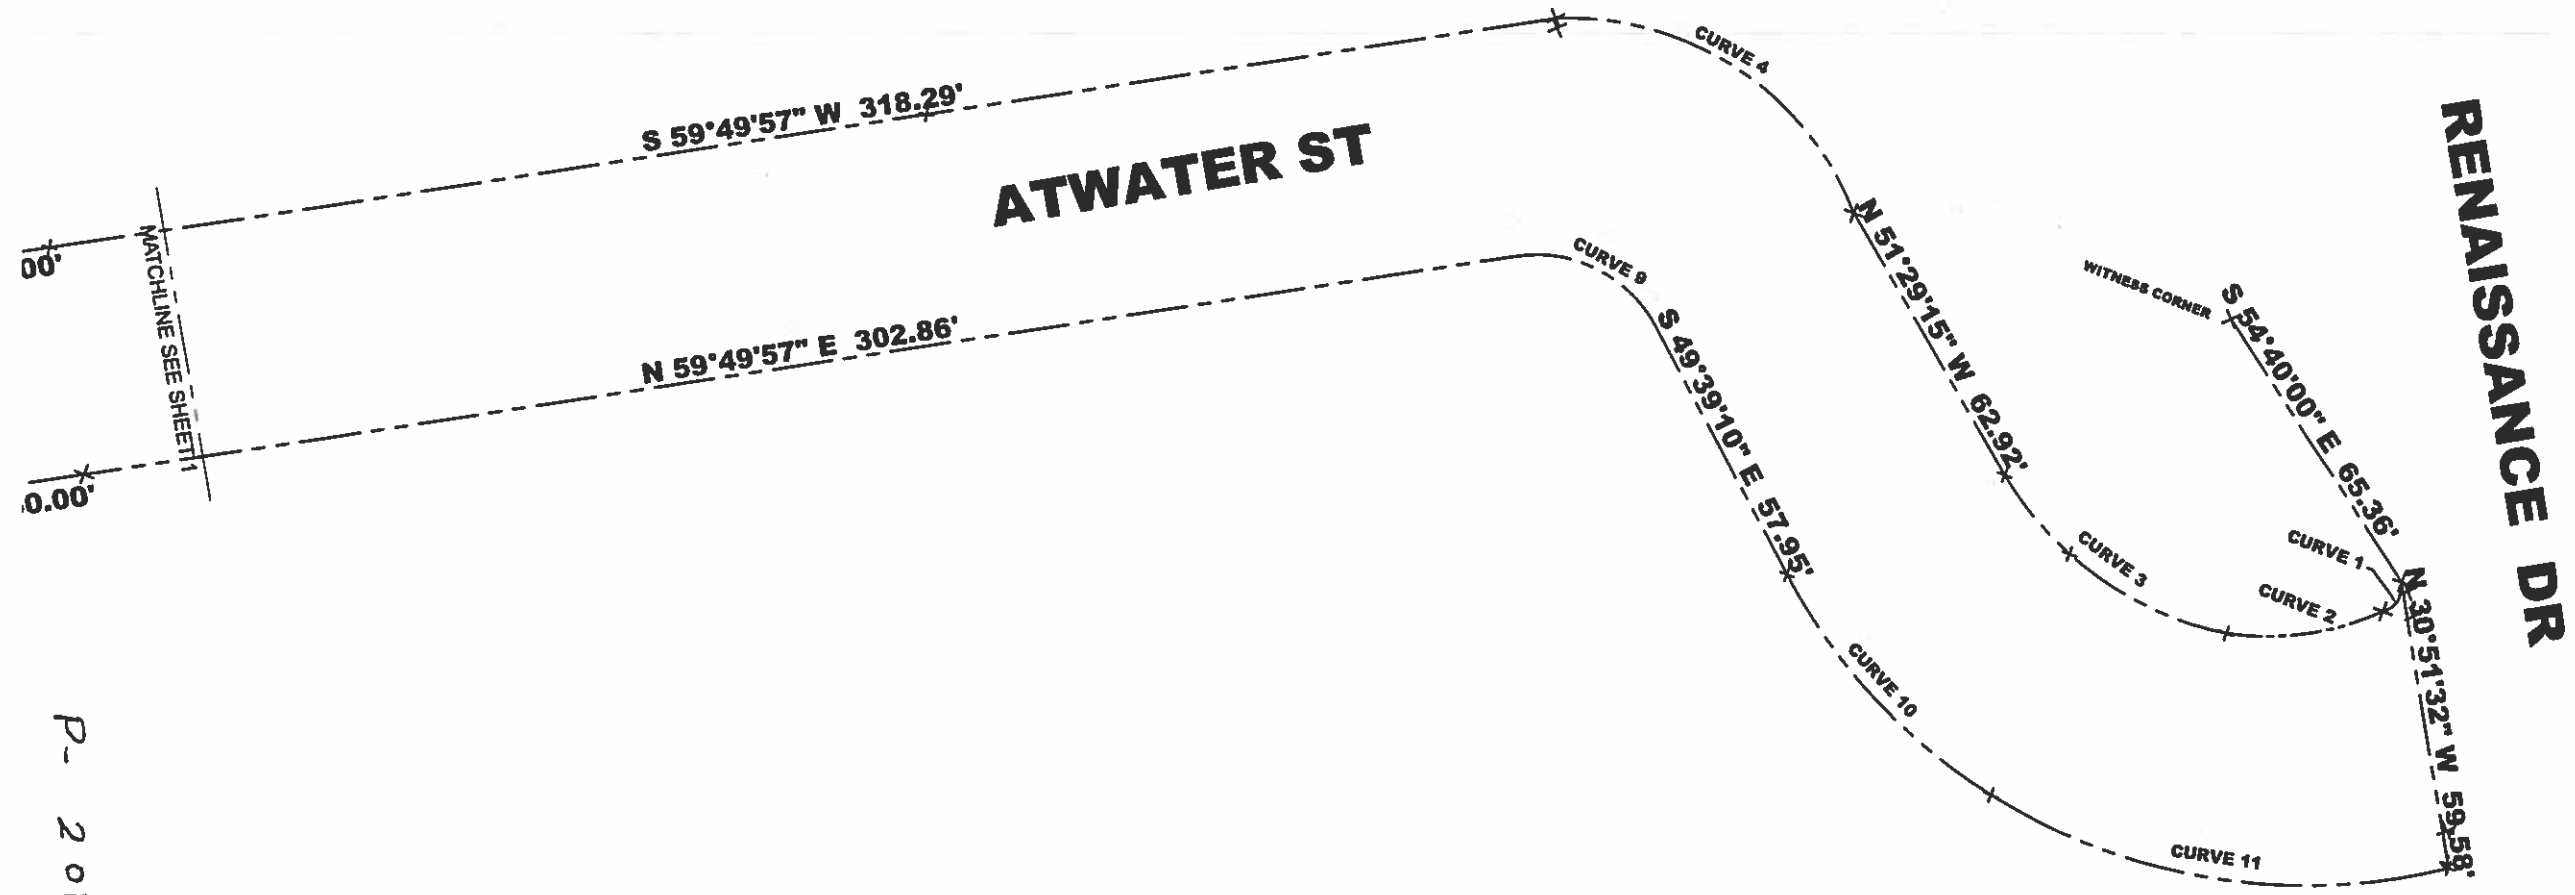 S 59°49'57" W 318.29'
CURVE 4
ATWATER ST
RENAISSANCE DR
00'
MATCHLINE SEE SHEET 1
N 59°49'57" E 302.86'
CURVE 9
N 51°29'15" W 62.92'
WITNESS CORNER
S 54°40'00" E 65.36'
S 49°39'10" E 57.95'
0.00'
CURVE 3
CURVE 1
CURVE 2
N 30°51'32" W 59.58'
CURVE 10
CURVE 11
P- 20